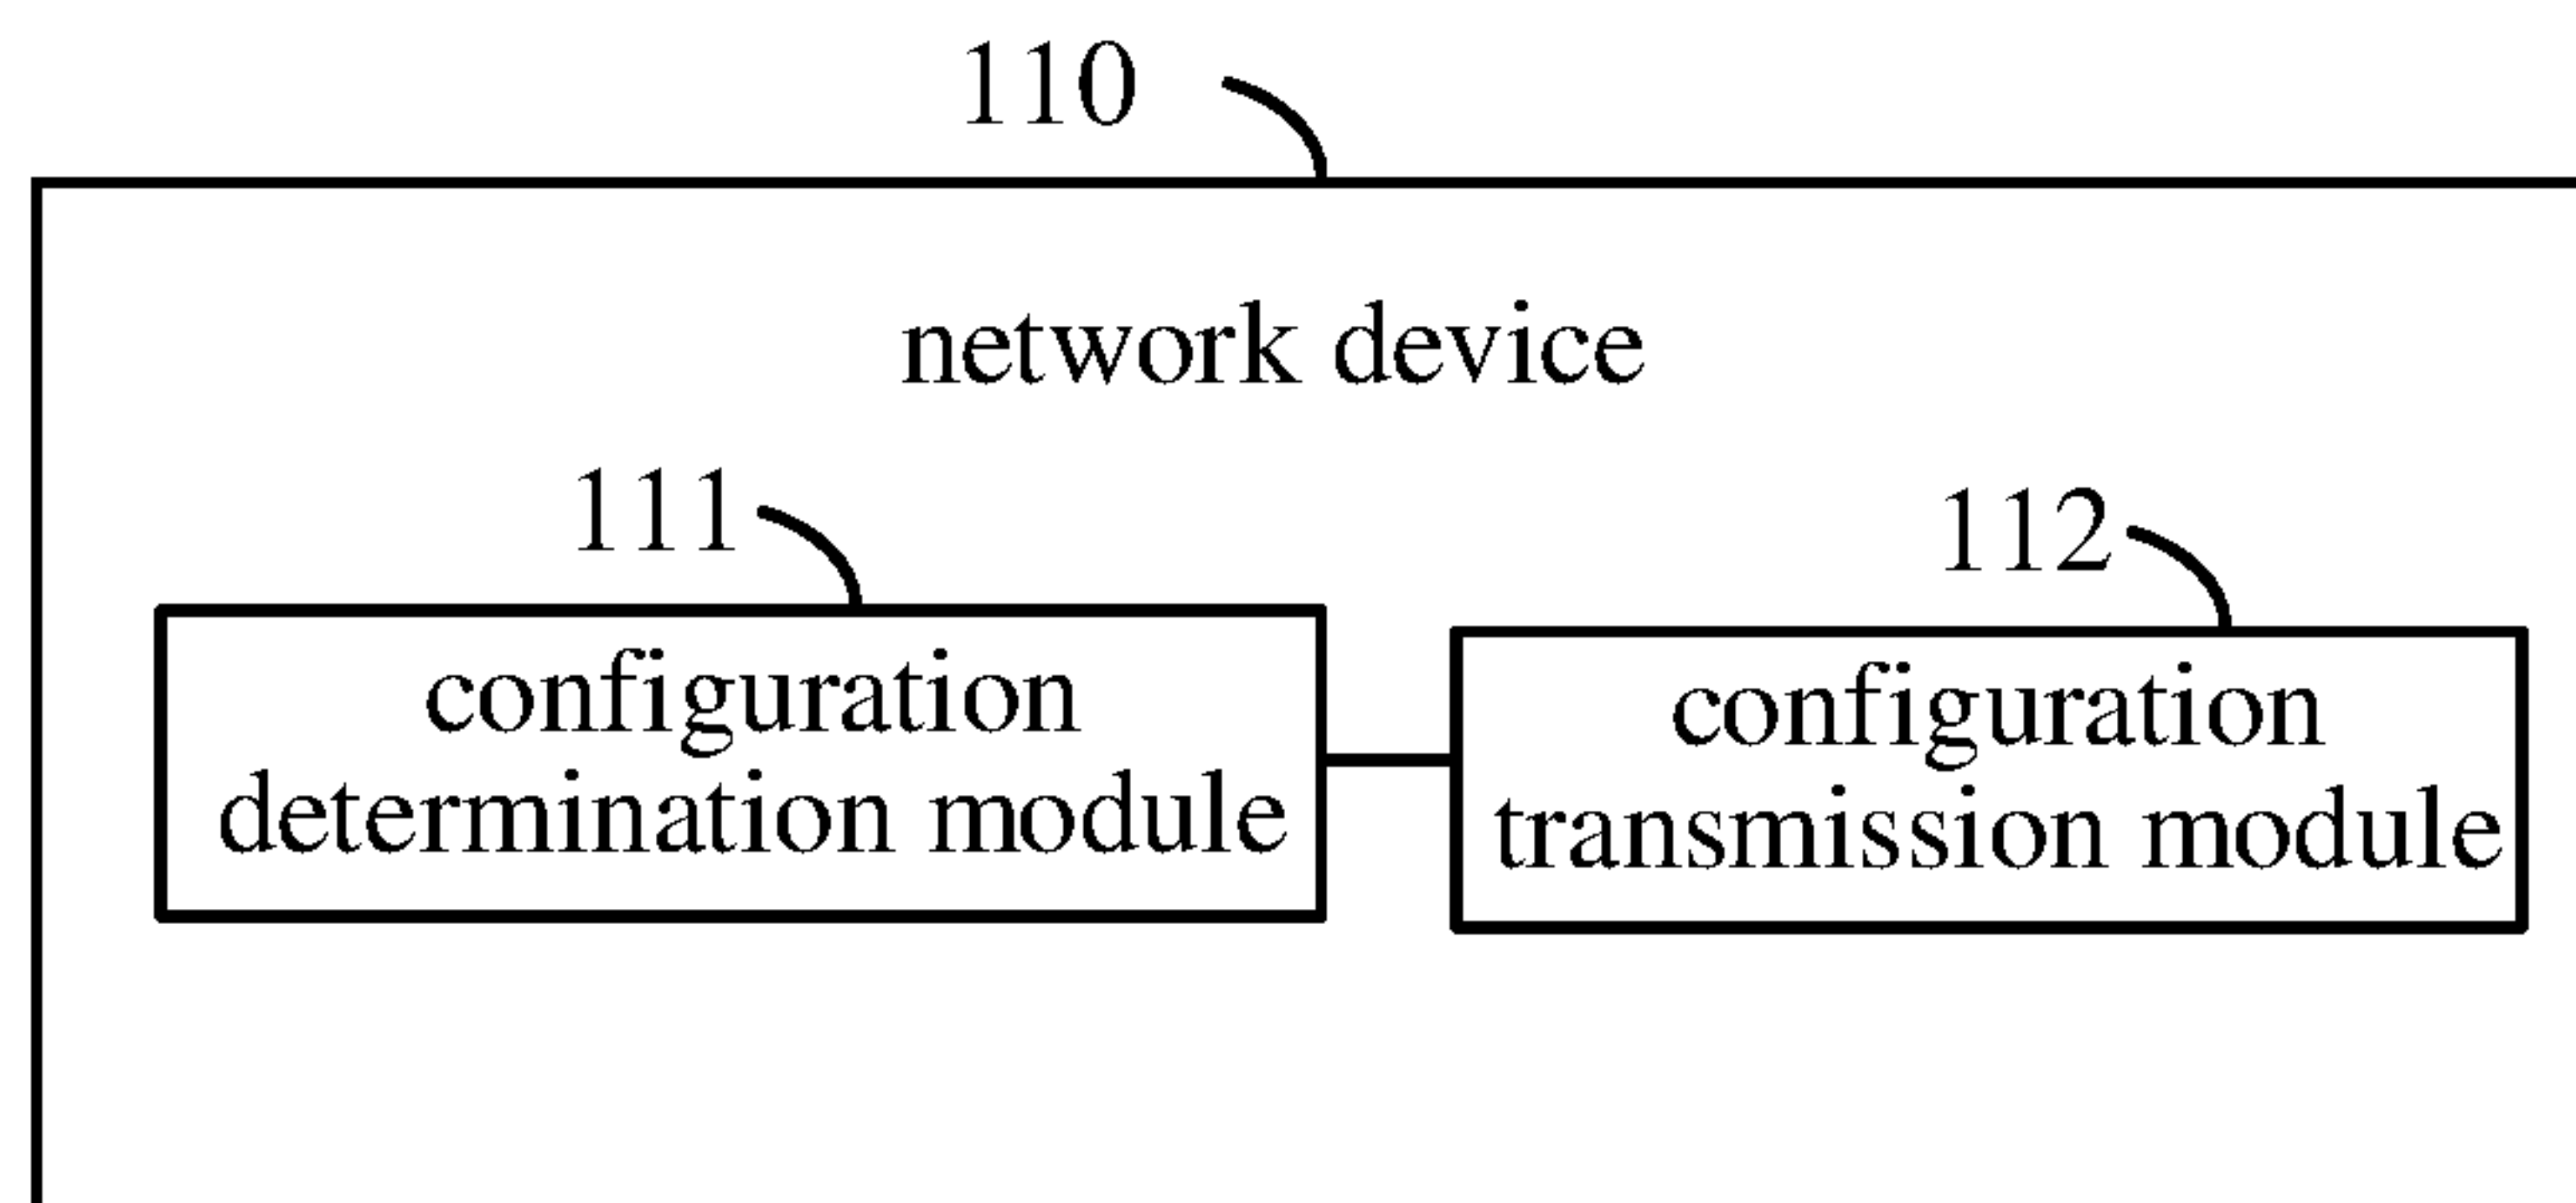 110
network device
111
112
configuration
determination module
configuration
transmission module